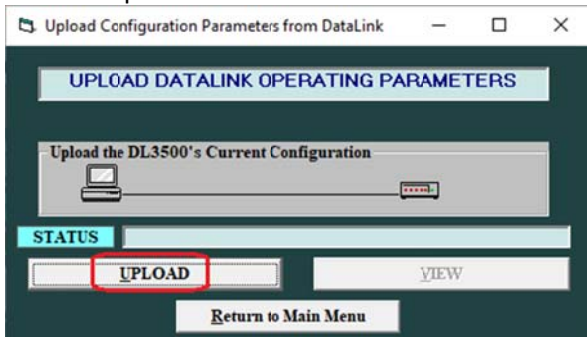 Upload Configuration Parameters from DataLink
UPLOAD DATALINK OPERATING PARAMETERS
Upload the DL3500's Current Configuration
STATUS
UPLOAD
VIEW
Return to Main Menu